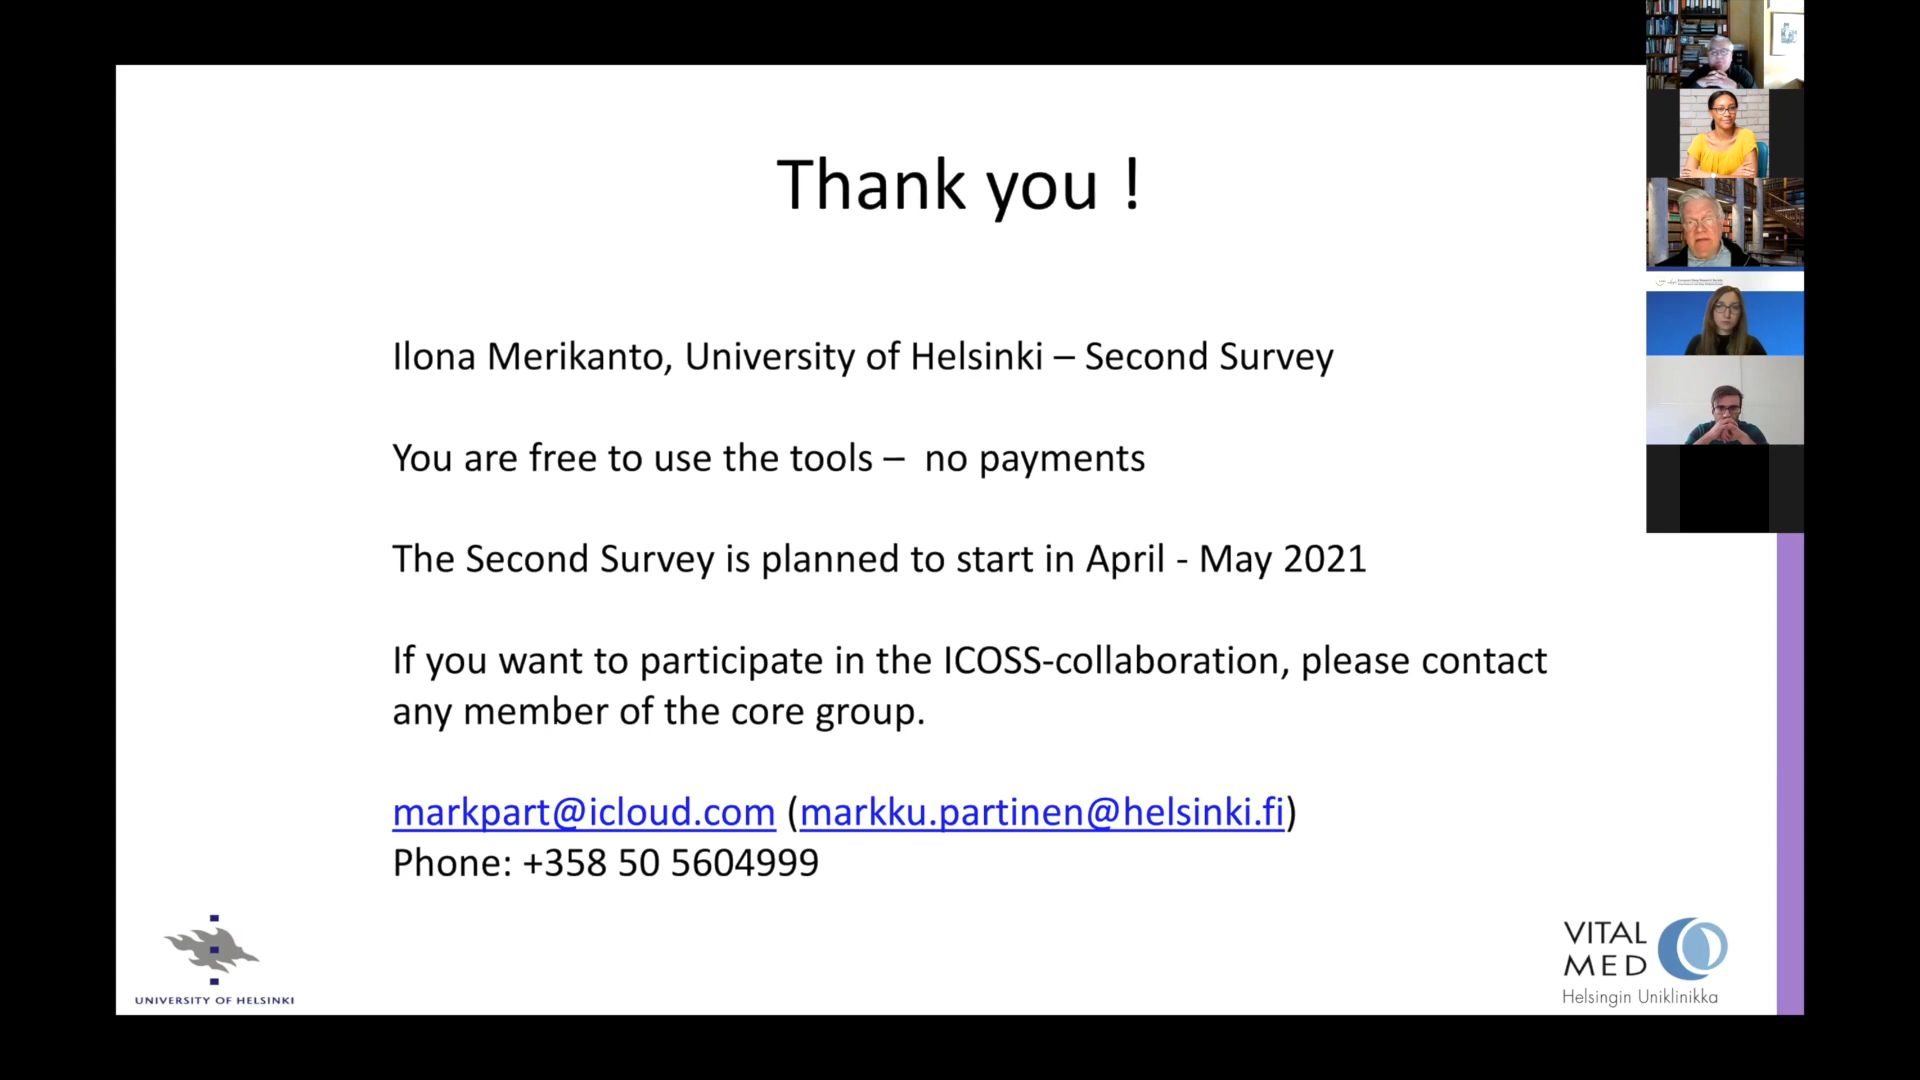 Thank you !
Ilona Merikanto, University of Helsinki – Second Survey
You are free to use the tools –  no payments
The Second Survey is planned to start in April - May 2021
If you want to participate in the ICOSS-collaboration, please contact
any member of the core group.
markpart@icloud.com (markku.partinen@helsinki.fi)
Phone: +358 50 5604999
UNIVERSITY OF HELSINKI
VITAL
MED
Helsingin Uniklinikka